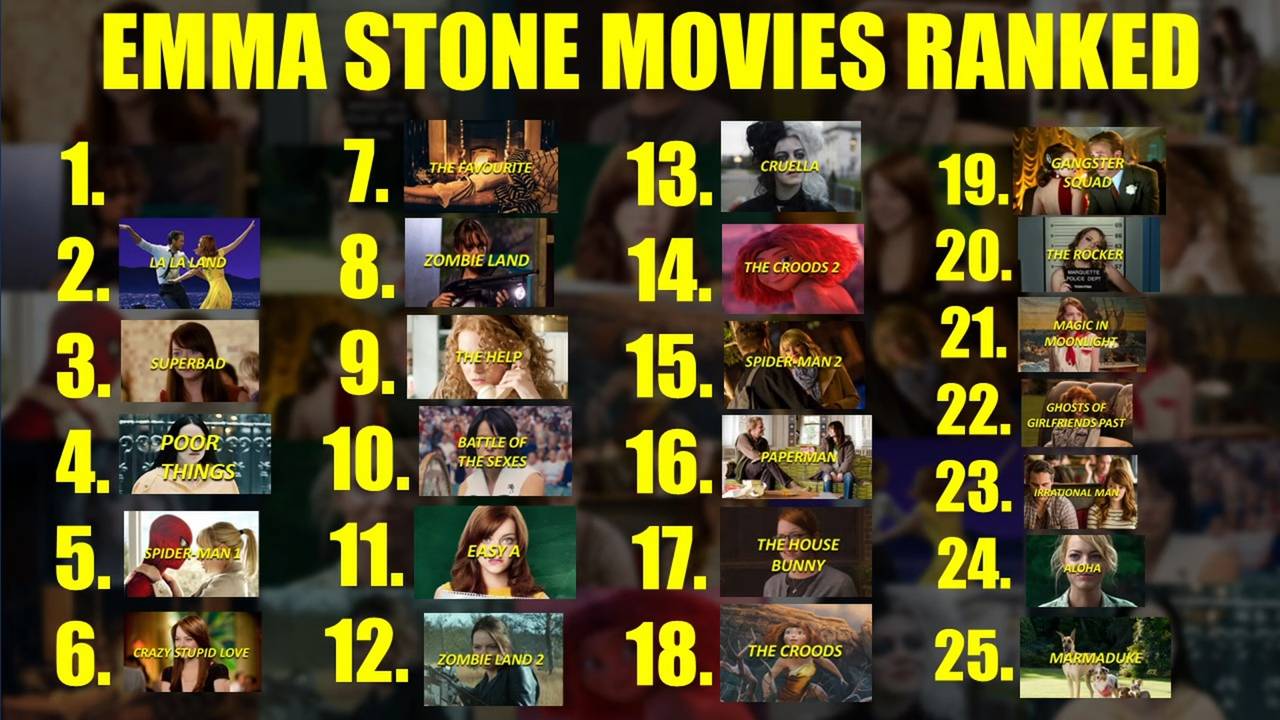 EMMA STONE MOVIES RANKED
1.
2.
LA LA LAND
3.
SUPERBAD
4.
POOR
THINGS
5.
SPIDER-MAN 1
6.
CRAZY STUPID LOVE
7.
THE FAVOURITE
8.
ZOMBIE LAND
9.
THE HELP
10.
BATTLE OF
THE SEXES
11.
EASY A
12.
ZOMBIE LAND 2
13.
CRUELLA
14.
THE CROODS 2
15.
SPIDER-MAN 2
16.
PAPERMAN
17.
THE HOUSE
BUNNY
18.
THE CROODS
19.
GANGSTER
SQUAD
20.
THE ROCKER
MARQUETTE
POLICE DEPT
21.
MAGIC IN
MOONLIGHT
22.
GHOSTS OF
GIRLFRIENDS PAST
23.
IRRATIONAL MAN
24.
ALOHA
25.
MARMADUKE